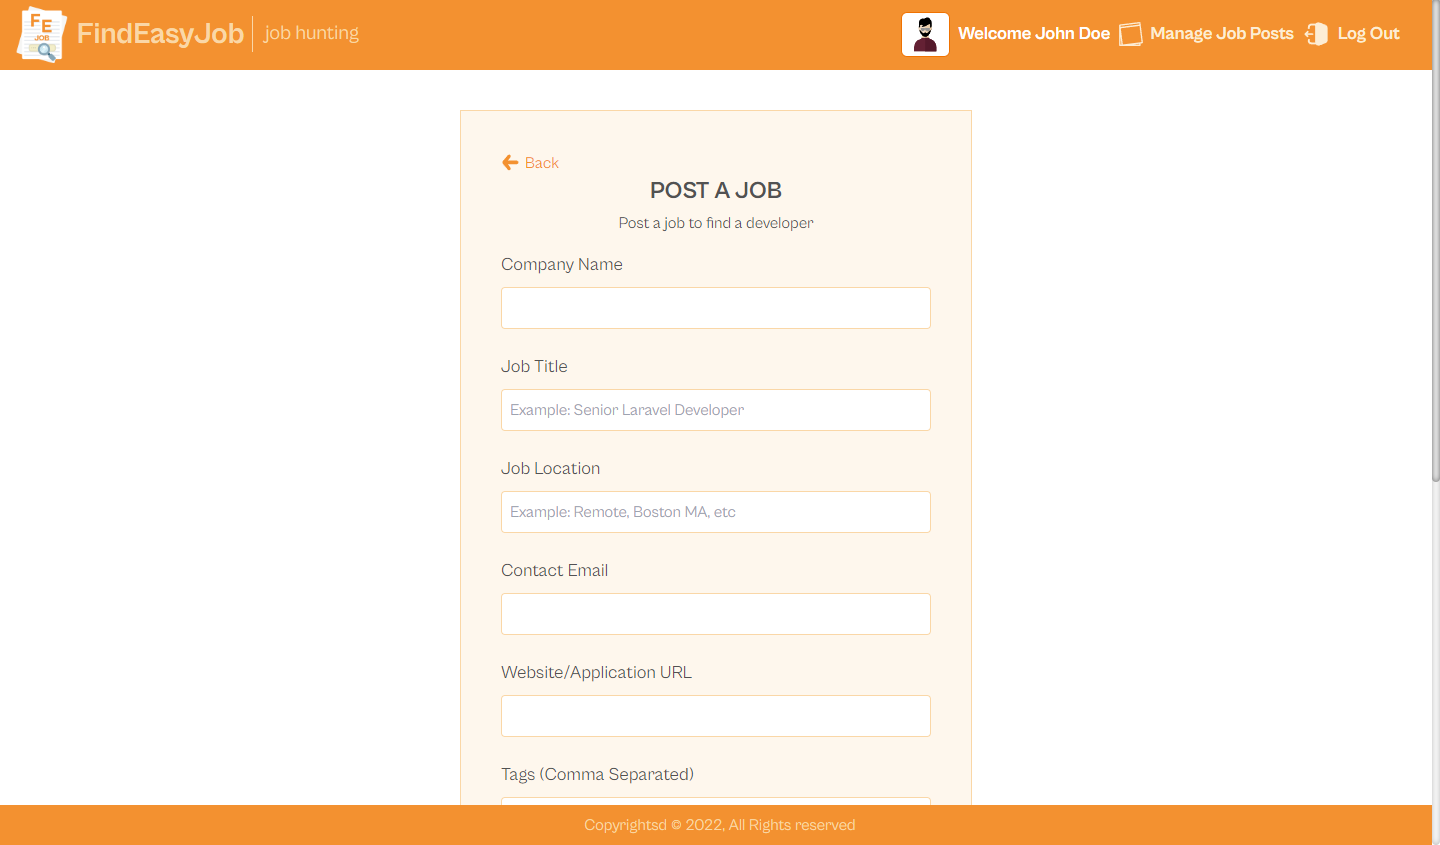 FE
JOB
FindEasyJob
job hunting
Welcome John Doe
Manage Job Posts
Log Out
Back
POST A JOB
Post a job to find a developer
Company Name
Job Title
Example: Senior Laravel Developer
Job Location
Example: Remote, Boston MA, etc
Contact Email
Website/Application URL
Tags (Comma Separated)
Copyrightsd © 2022, All Rights reserved